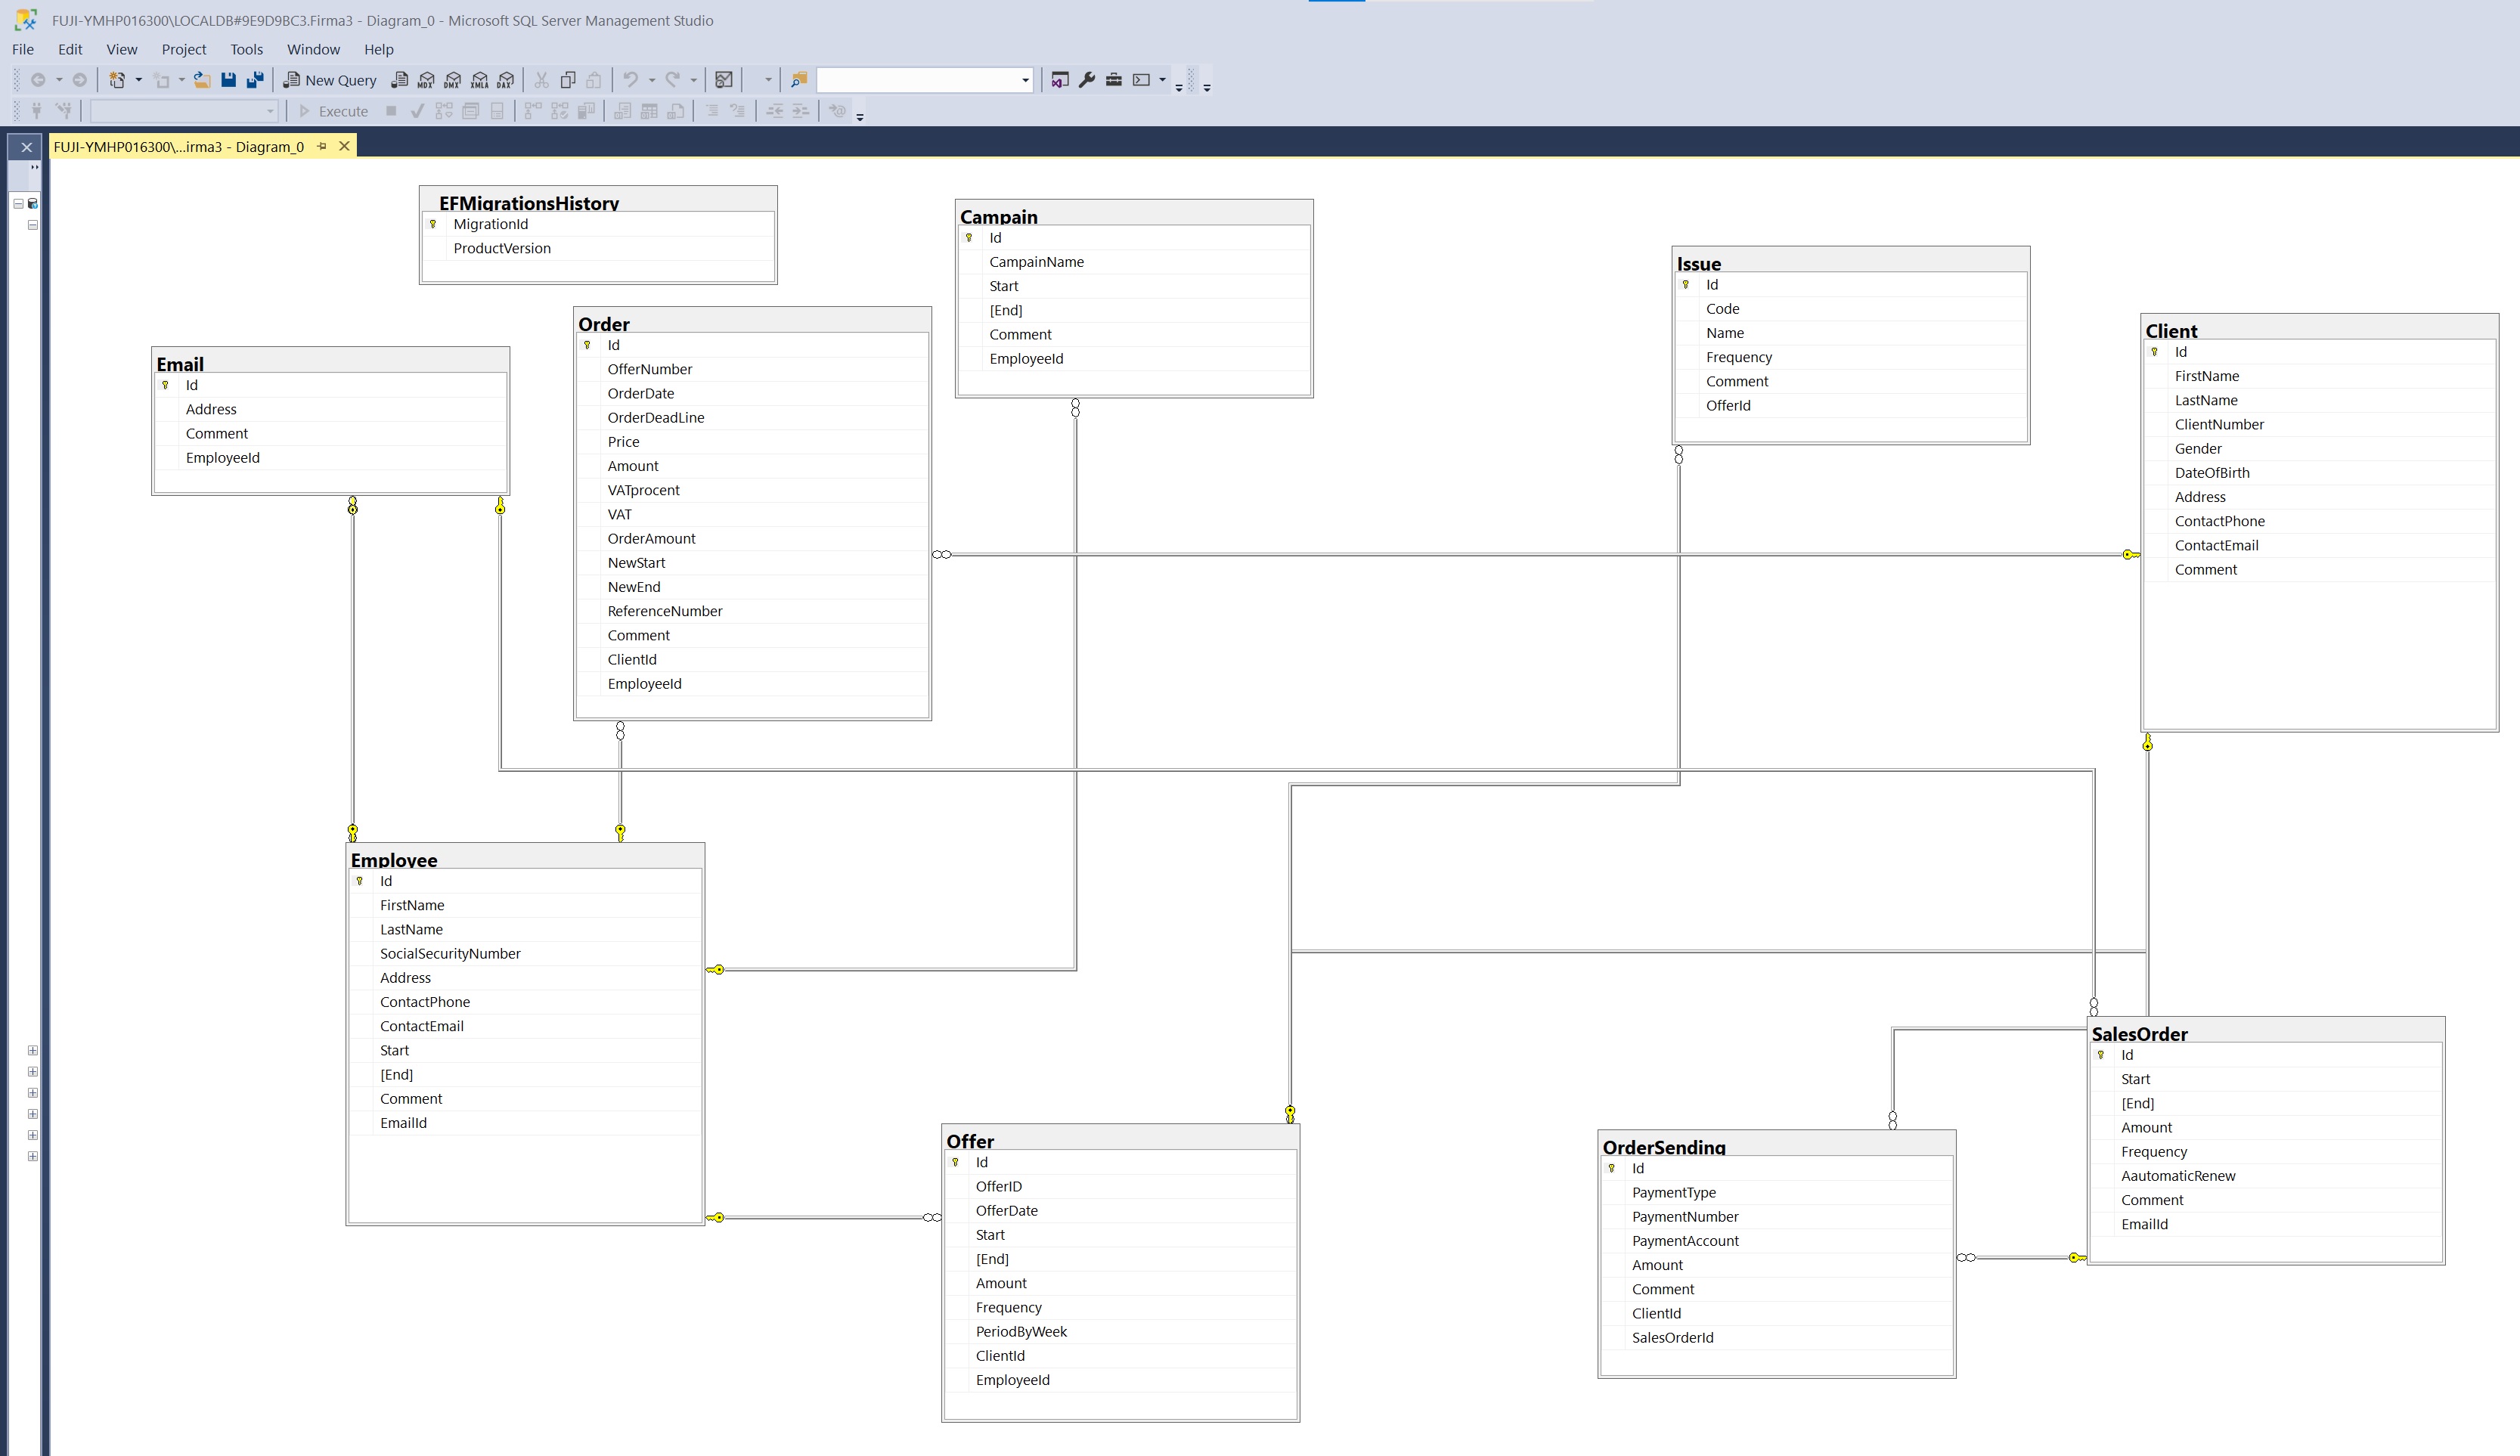 FUJI-YMHP016300\LOCALDB#9E9D9BC3.Firma3 - Diagram_0 - Microsoft SQL Server Management Studio
File Edit View Project Tools Window Help
New Query MDX DMX XMLA DAX
Execute
FUJI-YMHP016300\...irma3 - Diagram_0
EFMigrationsHistory
MigrationId
ProductVersion
Campain
Id
CampainName
Start
[End]
Comment
EmployeeId
Issue
Id
Code
Name
Frequency
Comment
OfferId
Order
Id
OfferNumber
OrderDate
OrderDeadLine
Price
Amount
VATprocent
VAT
OrderAmount
NewStart
NewEnd
ReferenceNumber
Comment
ClientId
EmployeeId
Client
Id
FirstName
LastName
ClientNumber
Gender
DateOfBirth
Address
ContactPhone
ContactEmail
Comment
Email
Id
Address
Comment
EmployeeId
Employee
Id
FirstName
LastName
SocialSecurityNumber
Address
ContactPhone
ContactEmail
Start
[End]
Comment
EmailId
SalesOrder
Id
Start
[End]
Amount
Frequency
AautomaticRenew
Comment
EmailId
Offer
Id
OfferID
OfferDate
Start
[End]
Amount
Frequency
PeriodByWeek
ClientId
EmployeeId
OrderSending
Id
PaymentType
PaymentNumber
PaymentAccount
Amount
Comment
ClientId
SalesOrderId